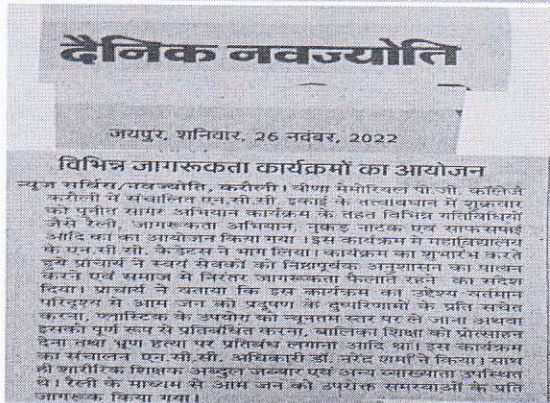 दैनिक नवज्योति
जयपुर, शनिवार, 26 नवंबर, 2022
विभिन्न जागरूकता कार्यक्रमों का आयोजन
न्यूज सर्विस/नवज्योति, करौली। वीणा मेमोरियल पी.जी. कॉलेज
करौली में संचालित एन.सी.सी. इकाई के तत्वावधान में शुक्रवार
को पुनीत सागर अभियान कार्यक्रम के तहत विभिन्न गतिविधियों
जैसे रैली, जागरूकता अभियान, नुकड़ नाटक एवं साफ सफाई
आदि का का आयोजन किया गया। इस कार्यक्रम में महाविद्यालय
के एन.सी.सी. कैडेटस ने भाग लिया। कार्यक्रम का शुभारंभ करते
हुये प्राचार्य ने स्वयं सेवकों को निष्ठापूर्वक अनुशासन का पालन
करने एवं समाज में निरंतर जागरूकता फैलाते रहने का संदेश
दिया। प्राचार्य ने बताया कि इस कार्यक्रम का उद्देश्य वर्तमान
परिदृश्य से आम जन को प्रदूषण के दुष्परिणामों के प्रति सचेत
करना, प्लास्टिक के उपयोग को न्यूनतम स्तर पर ले जाना अथवा
इसको पूर्ण रूप से प्रतिबंधित करना, बालिका शिक्षा को प्रोत्साहन
देना तथा भ्रूण हत्या पर प्रतिबंध लगाना आदि था। इस कार्यक्रम
का संचालन एन.सी.सी. अधिकारी डॉ. नरेंद्र शर्मा ने किया। साथ
ही शारीरिक शिक्षक अब्दुल जब्बार एवं अन्य व्याख्याता उपस्थित
थे। रैली के माध्यम से आम जन को उपरोक्त समस्याओं के प्रति
जागरूक किया गया।